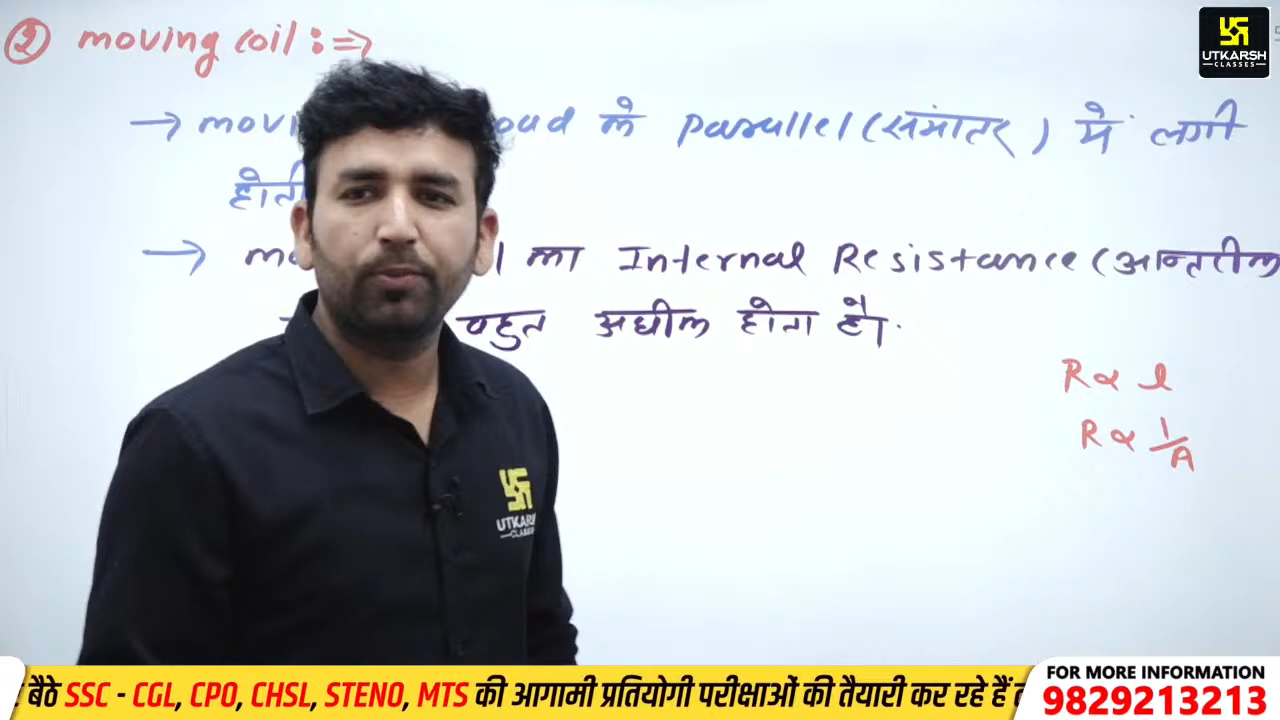 ② moving coil :⇒
UTKARSH
CLASSES
→ movi oad के Parallel (समांतर) में लगी
होती
→ mo l का Internal Resistance (आन्तरीक
बहुत अधीक होता है।
R ∝ l
R ∝ 1/A
UTKARSH
CLASSES
बैठे SSC - CGL, CPO, CHSL, STENO, MTS की आगामी प्रतियोगी परीक्षाओं की तैयारी कर रहे हैं
FOR MORE INFORMATION
9829213213